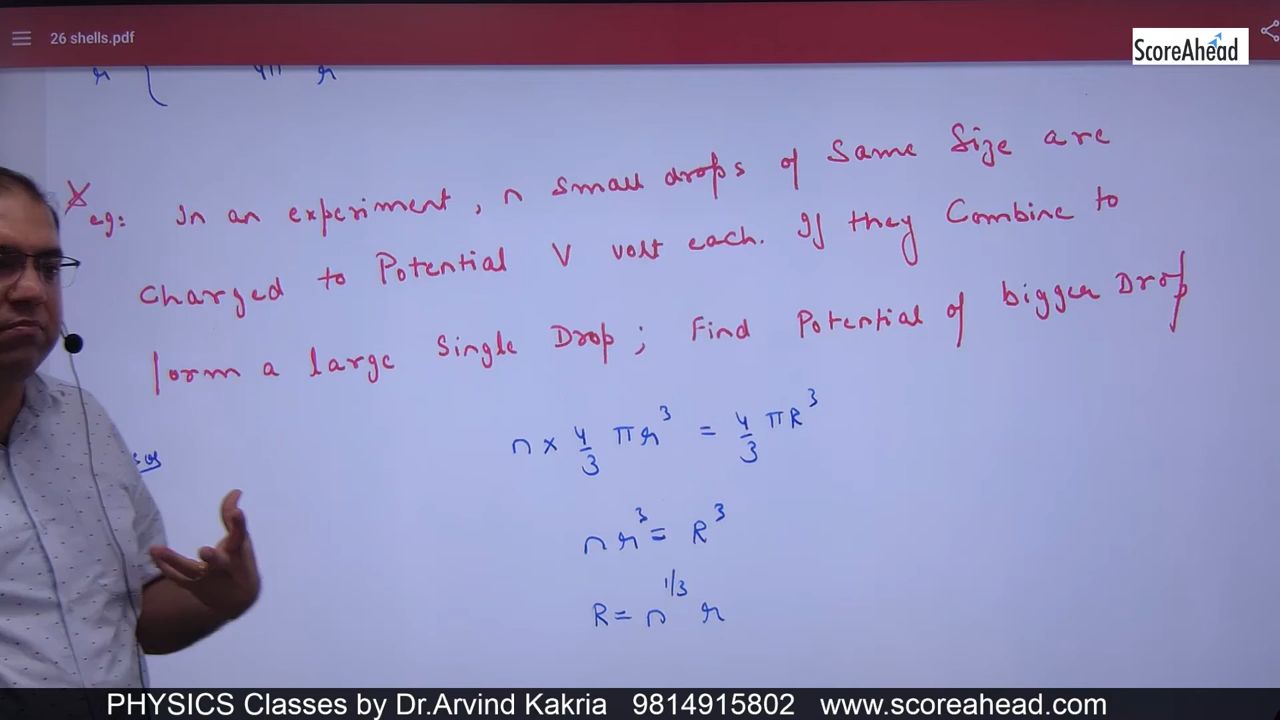 26 shells.pdf
ScoreAhead
r 4π r
eg: In an experiment, n small drops of Same Size are
Charged to Potential V volt each. If they Combine to
form a large Single Drop; Find Potential of bigger Drop
n × 4/3 πr³ = 4/3 πR³
nr³ = R³
R = n^1/3 r
PHYSICS Classes by Dr.Arvind Kakria 9814915802 www.scoreahead.com